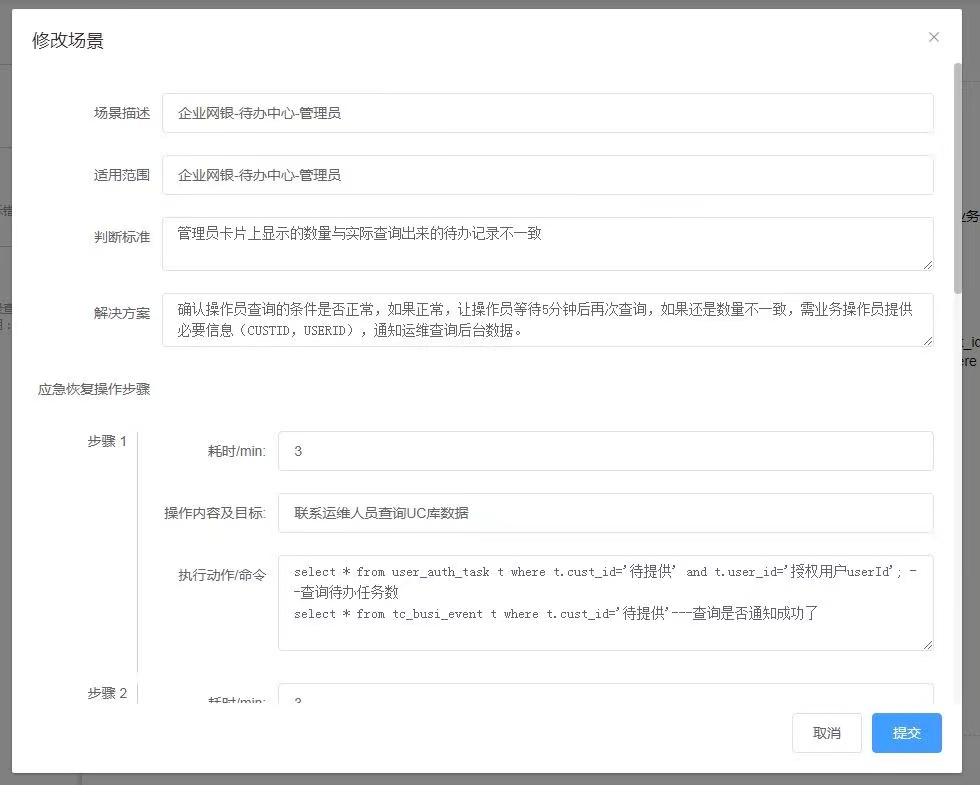 修改场景
场景描述
企业网银-待办中心-管理员
适用范围
企业网银-待办中心-管理员
判断标准
管理员卡片上显示的数量与实际查询出来的待办记录不一致
解决方案
确认操作员查询的条件是否正常，如果正常，让操作员等待5分钟后再次查询，如果还是数量不一致，需业务操作员提供
必要信息（CUSTID，USERID），通知运维查询后台数据。
应急恢复操作步骤
步骤 1
耗时/min:
3
操作内容及目标:
联系运维人员查询UC库数据
执行动作/命令
select * from user_auth_task t where t.cust_id='待提供' and t.user_id='授权用户userId'; -
-查询待办任务数
select * from tc_busi_event t where t.cust_id='待提供'---查询是否通知成功了
步骤 2
耗时/min:
3
取消
提交